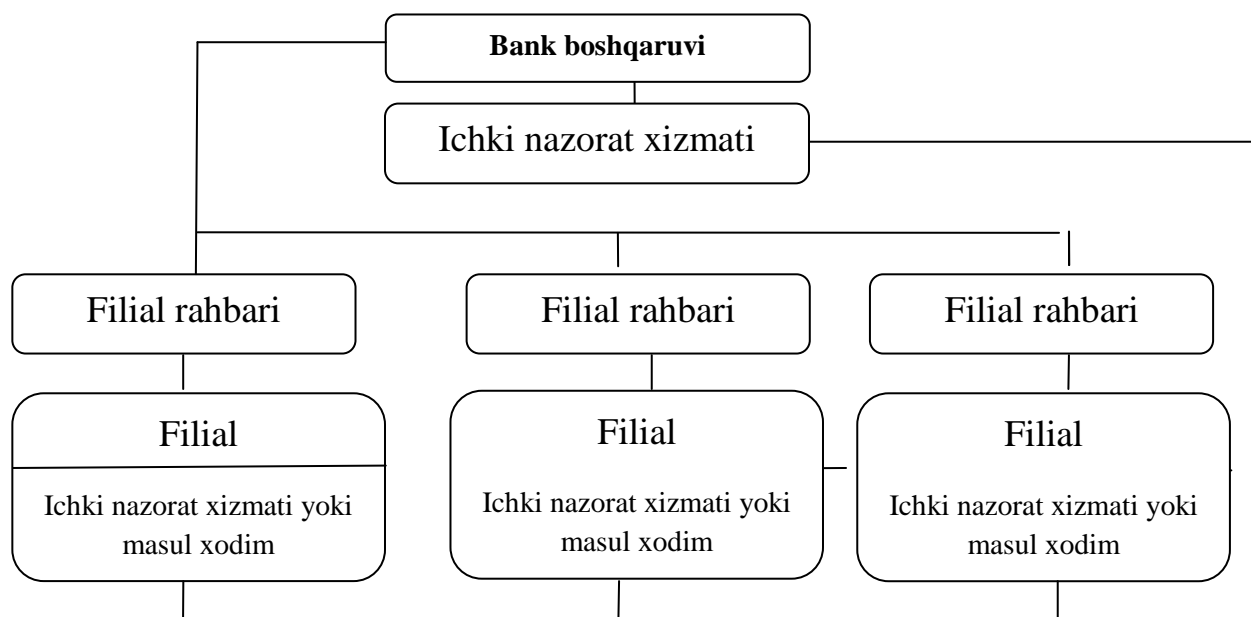 Bank boshqaruvi
Ichki nazorat xizmati
Filial rahbari
Filial rahbari
Filial rahbari
Filial
Ichki nazorat xizmati yoki
masul xodim
Filial
Ichki nazorat xizmati yoki
masul xodim
Filial
Ichki nazorat xizmati yoki
masul xodim